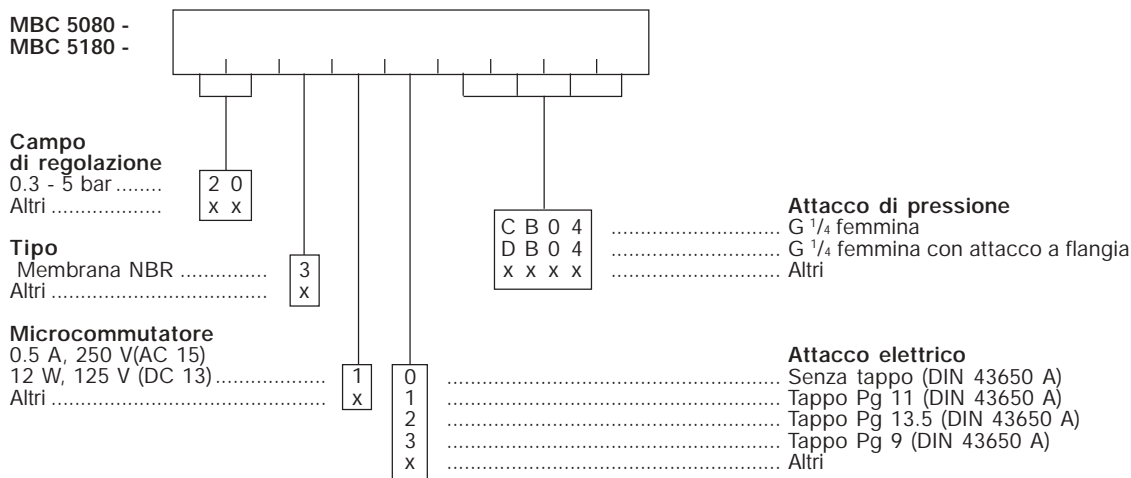 MBC 5080 -
MBC 5180 -
Campo
di regolazione
0.3 - 5 bar ........ 2 0
Altri .................... x x
Tipo
Membrana NBR ................ 3
Altri ....................................... x
Microcommutatore
0.5 A, 250 V(AC 15)
12 W, 125 V (DC 13).................... 1
Altri .................................................. x
Attacco di pressione
C B 0 4 ............................... G 1/4 femmina
D B 0 4 ............................... G 1/4 femmina con attacco a flangia
x x x x ............................... Altri
Attacco elettrico
0 ............................................................ Senza tappo (DIN 43650 A)
1 ............................................................ Tappo Pg 11 (DIN 43650 A)
2 ............................................................ Tappo Pg 13.5 (DIN 43650 A)
3 ............................................................ Tappo Pg 9 (DIN 43650 A)
x ............................................................ Altri